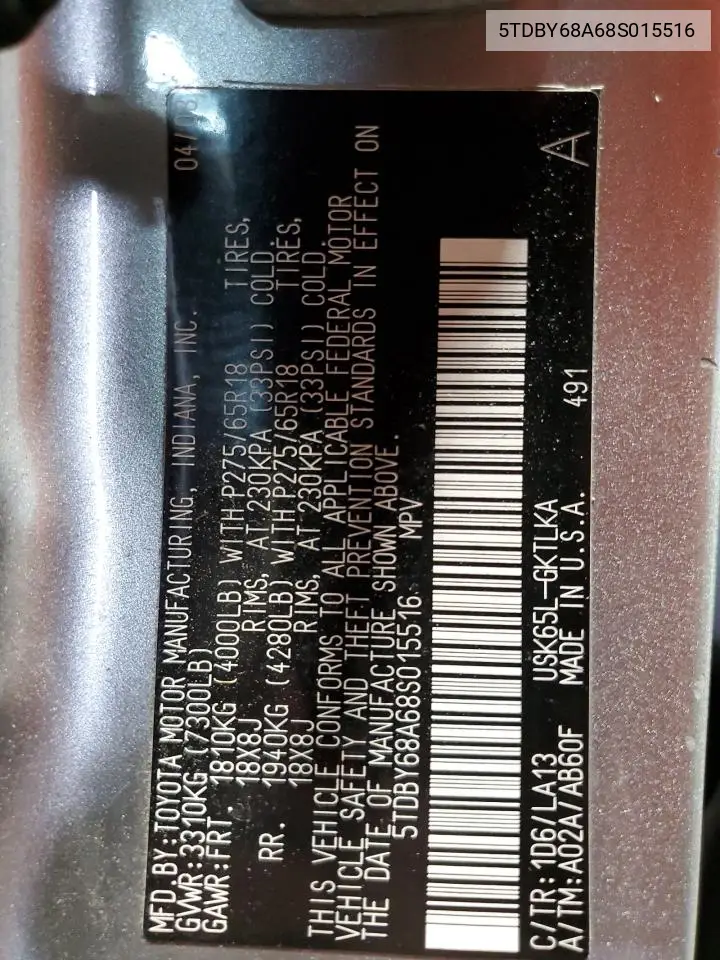 5TDBY68A68S015516
MFD. BY: TOYOTA MOTOR MANUFACTURING, INDIANA, INC. 04/08
GVWR: 3310KG (7300LB)
GAWR: FRT. 1810KG (4000LB) WITH P275/65R18 TIRES,
18X8J RIMS, AT 230KPA (33PSI) COLD
RR. 1940KG (4280LB) WITH P275/65R18 TIRES,
18X8J RIMS, AT 230KPA (33PSI) COLD.
THIS VEHICLE CONFORMS TO ALL APPLICABLE FEDERAL MOTOR
VEHICLE SAFETY AND THEFT PREVENTION STANDARDS IN EFFECT ON
THE DATE OF MANUFACTURE SHOWN ABOVE.
5TDBY68A68S015516 MPV
C/TR: 1D6/LA13 USK65L-GKTLKA
A/TM: A02A/AB60F MADE IN U.S.A. 491 A